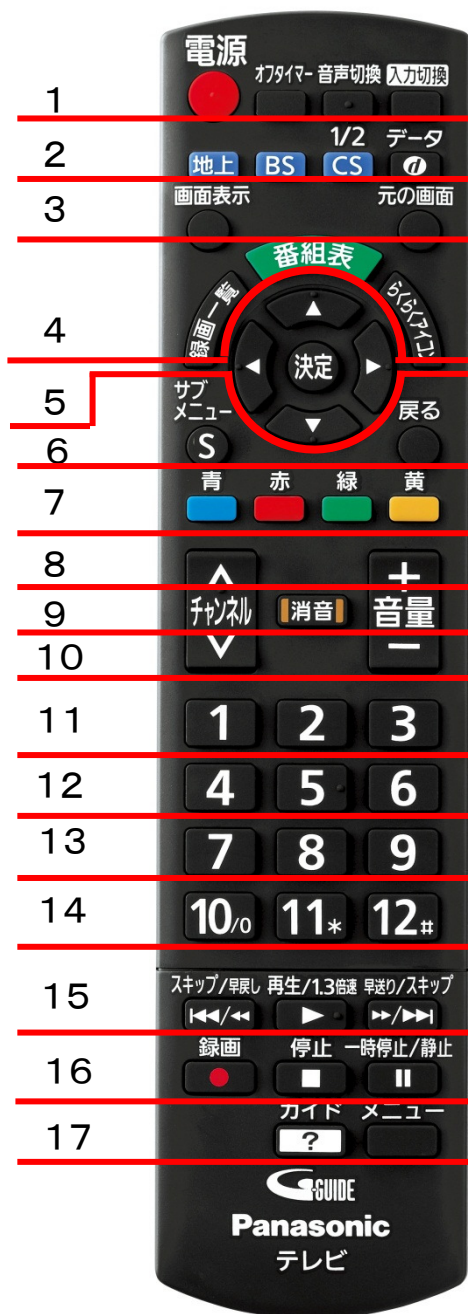 電源
オフタイマー 音声切換 入力切換
1
1/2 データ
2
地上 BS CS d
画面表示 元の画面
3
番組表
録画一覧 らくらくアイコン
4
▲
◀ 決定 ▶
▼
5
サブメニュー 戻る
S
6
青 赤 緑 黄
7
8
∧ +
チャンネル 消音 音量
9
∨ −
10
11
1 2 3
12
4 5 6
13
7 8 9
14
10/0 11* 12#
スキップ/早戻し 再生/1.3倍速 早送り/スキップ
15
⏮/◀◀ ▶ ▶▶/⏭
録画 停止 一時停止/静止
16
● ■ ⏸
ガイド メニュー
17
?
G-GUIDE
Panasonic
テレビ